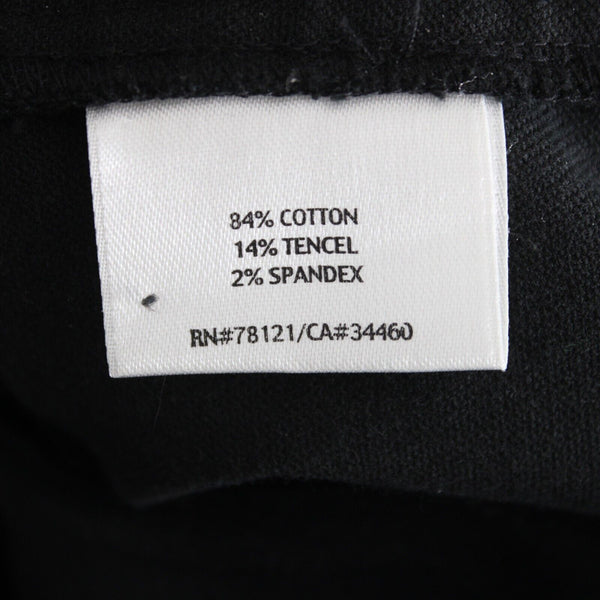 84% COTTON
14% TENCEL
2% SPANDEX
RN#78121/CA#34460